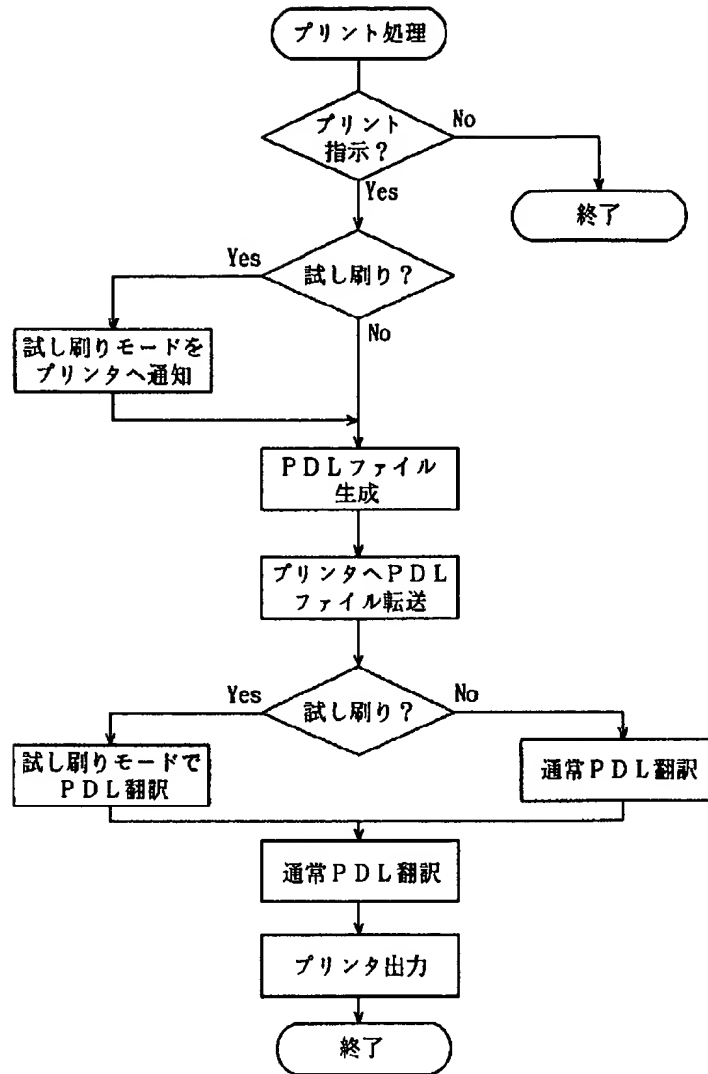 プリント処理
プリント
指示?
No
Yes
終了
試し刷り?
Yes
No
試し刷りモードを
プリンタへ通知
PDLファイル
生成
プリンタへPDL
ファイル転送
試し刷り?
Yes
No
試し刷りモードで
PDL翻訳
通常PDL翻訳
通常PDL翻訳
プリンタ出力
終了